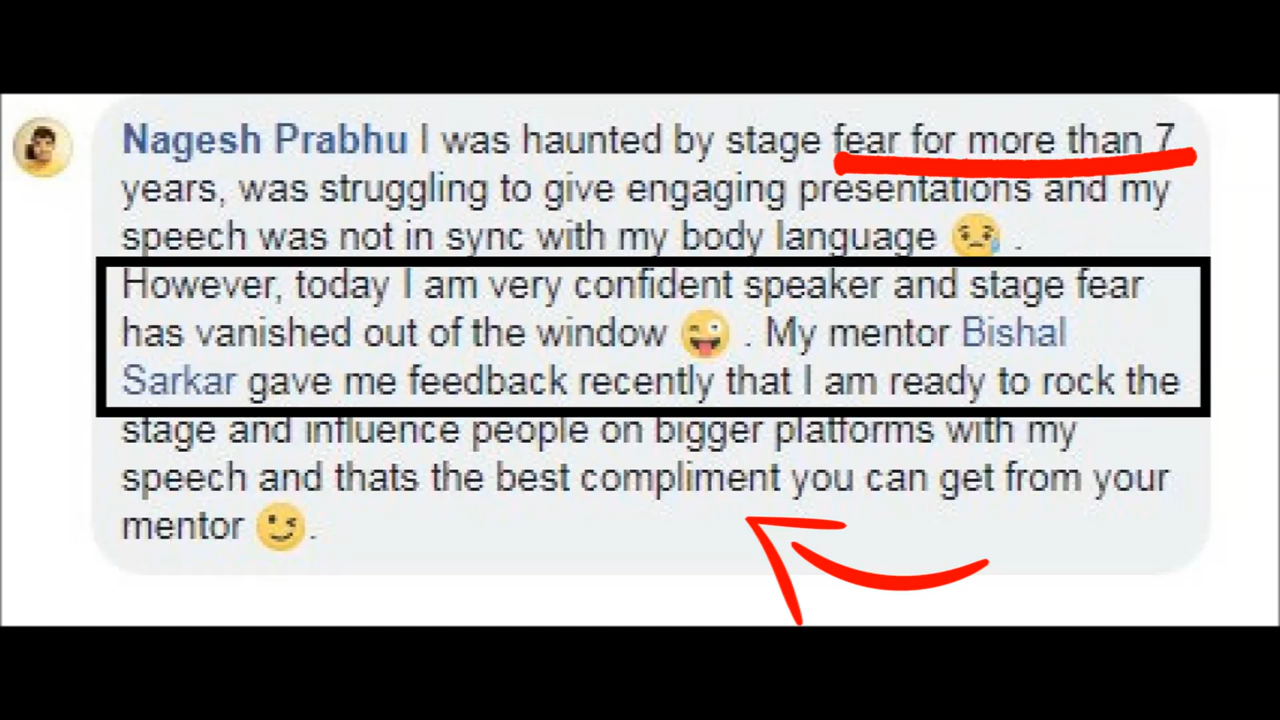 Nagesh Prabhu I was haunted by stage fear for more than 7
years, was struggling to give engaging presentations and my
speech was not in sync with my body language 😢 .
However, today I am very confident speaker and stage fear
has vanished out of the window 😜 . My mentor Bishal
Sarkar gave me feedback recently that I am ready to rock the
stage and influence people on bigger platforms with my
speech and thats the best compliment you can get from your
mentor 😉.